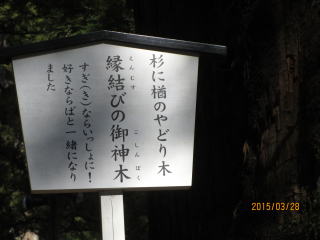 杉に楢のやどり木
縁結びの御神木
えんむす
ごしんぼく
すぎ(き)ならいっしょに！
好きならばと一緒になり
ました
2015/03/28